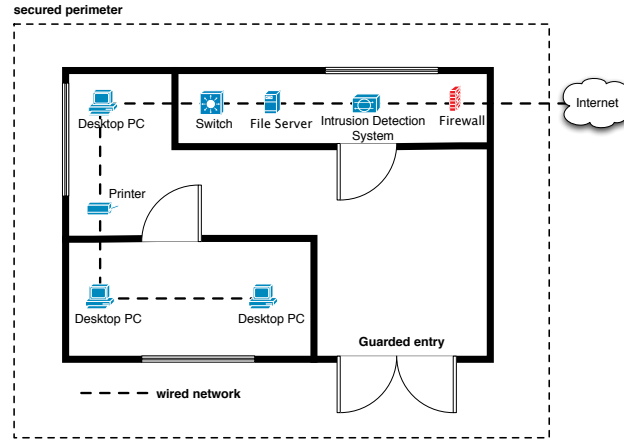 secured perimeter
Desktop PC
Switch
File Server
Intrusion Detection
System
Firewall
Internet
Printer
Desktop PC
Desktop PC
Guarded entry
wired network